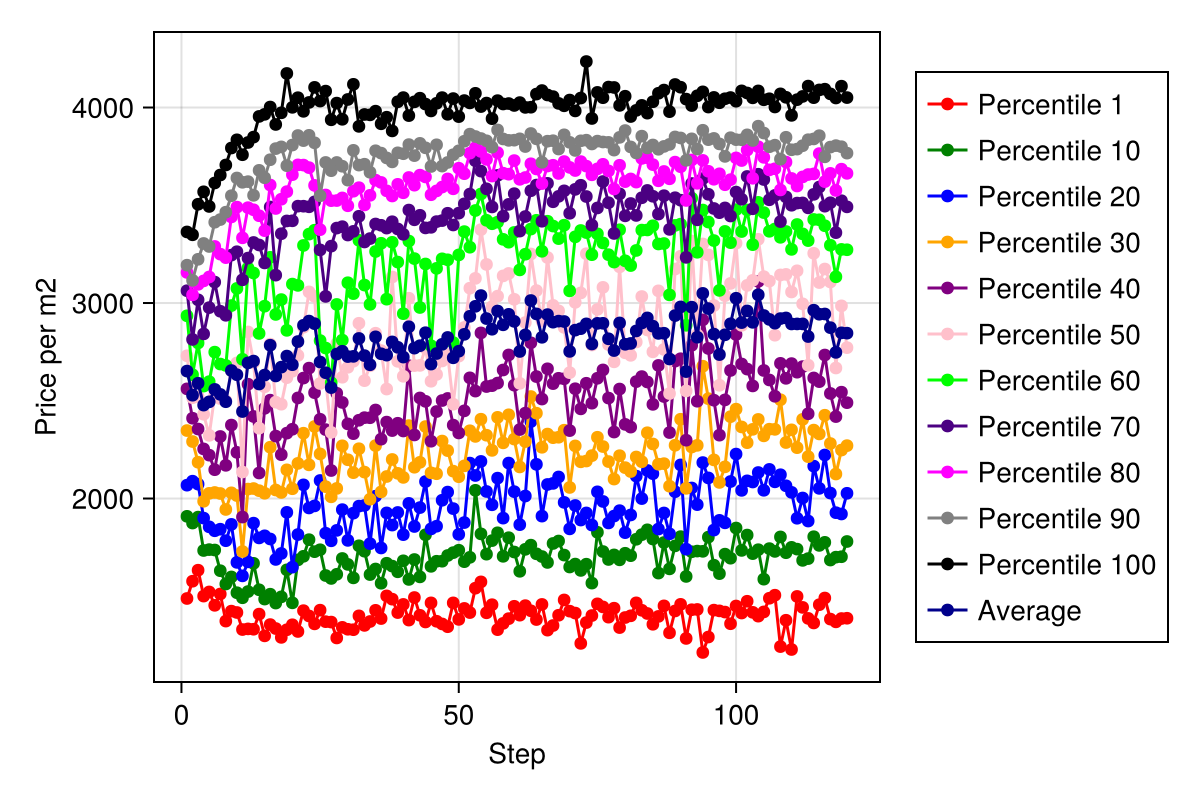 4000
3000
2000
Price per m2
0
50
100
Step
Percentile 1
Percentile 10
Percentile 20
Percentile 30
Percentile 40
Percentile 50
Percentile 60
Percentile 70
Percentile 80
Percentile 90
Percentile 100
Average